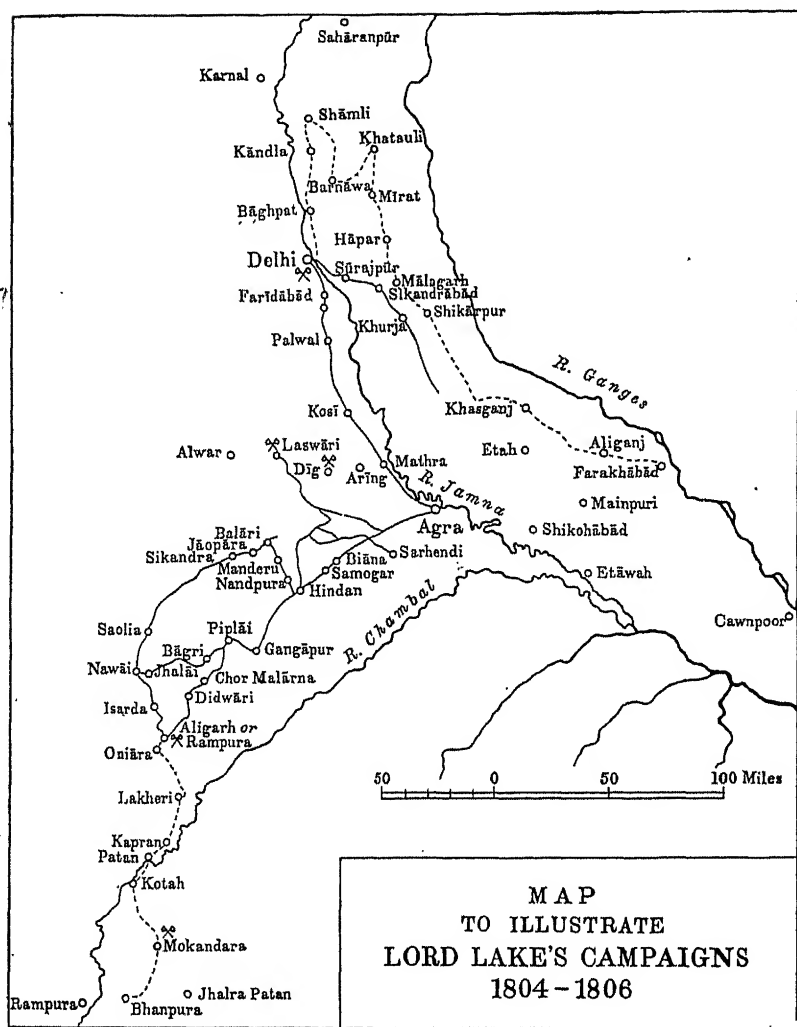 Sahāranpūr
Karnal
Shāmli
Khatauli
Kāndla
Barnāwa
Mīrat
Bāghpat
Hāpar
Delhi
Sūrajpūr
Mālagarh
Sikandrābād
Farīdābād
Shikārpur
Khurja
Palwal
R. Ganges
Kosī
Khasganj
Alwar
Laswāri
Etah
Aliganj
Dīg
Arīng
Mathra
Farakhābād
R. Jamna
Mainpuri
Agra
Shikohābād
Balāri
Jāopāra
Sikandra
Sarhendi
Biāna
Manderu
Samogar
Nandpura
Etāwah
Hindan
Cawnpoor
R. Chambal
Saolia
Piplāi
Bāgri
Gangāpur
Nawāi
Jhalāi
Chor Malārna
Didwāri
Isarda
Aligarh or
Rampura
Oniāra
50 0 50 100 Miles
Lakheri
Kapran
Patan
Kotah
Mokandara
Jhalra Patan
Rampura
Bhanpura
MAP
TO ILLUSTRATE
LORD LAKE'S CAMPAIGNS
1804-1806